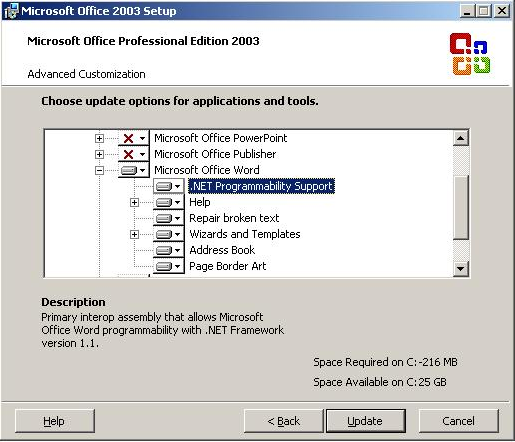 Microsoft Office 2003 Setup
Microsoft Office Professional Edition 2003
Advanced Customization
Choose update options for applications and tools.
Microsoft Office PowerPoint
Microsoft Office Publisher
Microsoft Office Word
.NET Programmability Support
Help
Repair broken text
Wizards and Templates
Address Book
Page Border Art
Description
Primary interop assembly that allows Microsoft
Office Word programmability with .NET Framework
version 1.1.
Space Required on C:-216 MB
Space Available on C:25 GB
Help
< Back
Update
Cancel